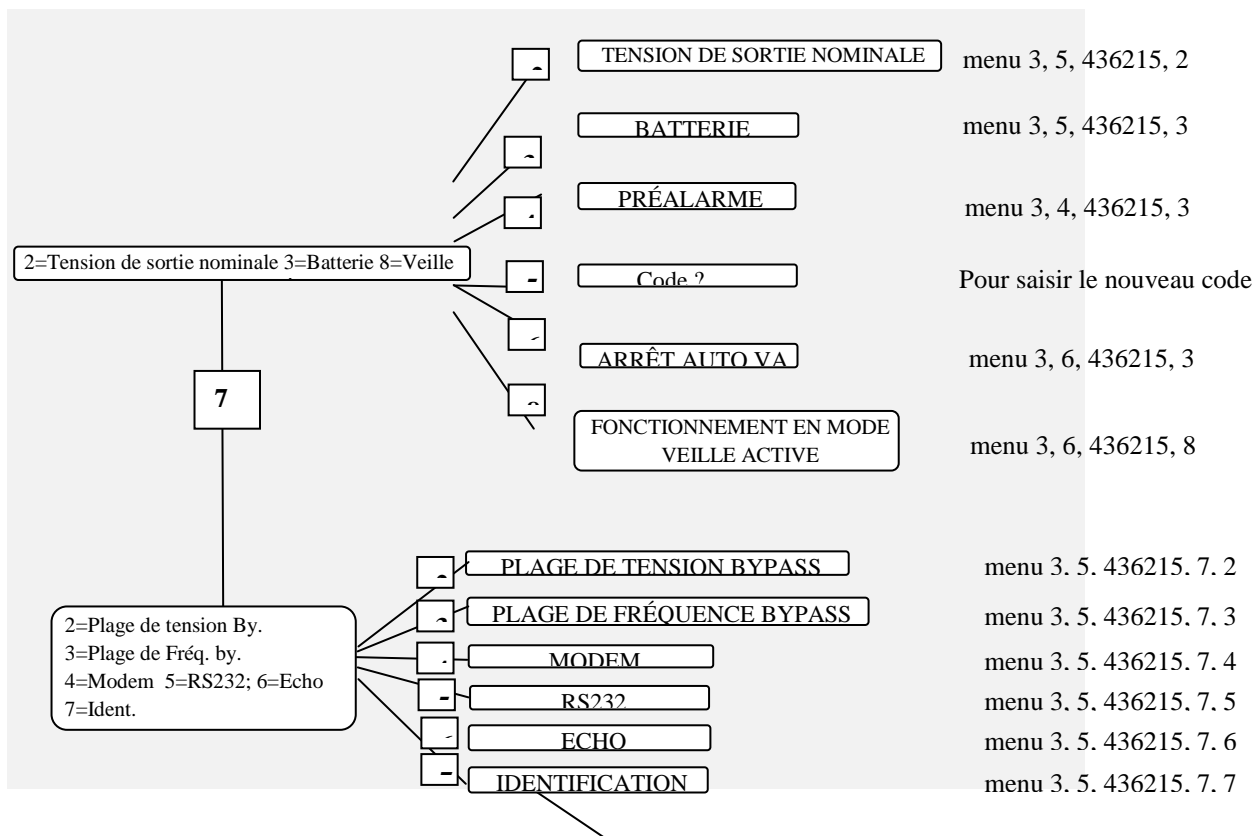 TENSION DE SORTIE NOMINALE
menu 3, 5, 436215, 2
BATTERIE
menu 3, 5, 436215, 3
PRÉALARME
menu 3, 4, 436215, 3
2=Tension de sortie nominale 3=Batterie 8=Veille
Code ?
Pour saisir le nouveau code
ARRÊT AUTO VA
menu 3, 6, 436215, 3
7
FONCTIONNEMENT EN MODE
VEILLE ACTIVE
menu 3, 6, 436215, 8
PLAGE DE TENSION BYPASS
menu 3, 5, 436215, 7, 2
2=Plage de tension By.
3=Plage de Fréq. by.
4=Modem 5=RS232; 6=Echo
7=Ident.
PLAGE DE FRÉQUENCE BYPASS
menu 3, 5, 436215, 7, 3
MODEM
menu 3, 5, 436215, 7, 4
RS232
menu 3, 5, 436215, 7, 5
ECHO
menu 3, 5, 436215, 7, 6
IDENTIFICATION
menu 3, 5, 436215, 7, 7